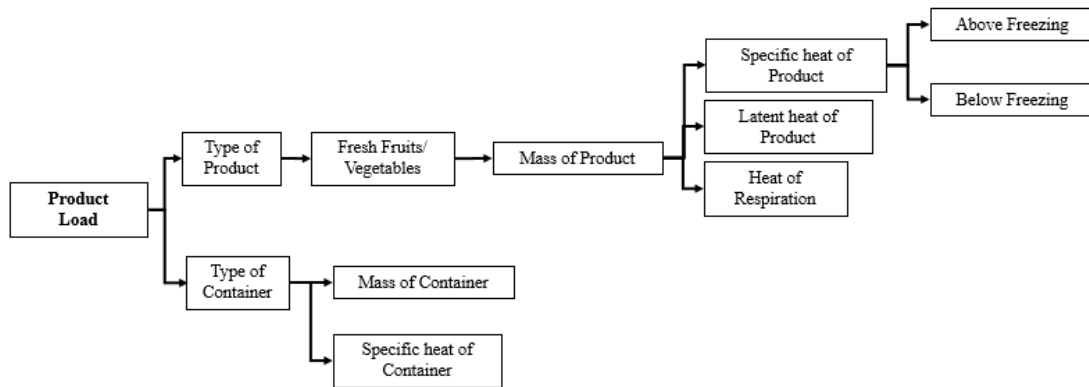 Product
Load
Type of
Product
Fresh Fruits/
Vegetables
Mass of Product
Specific heat of
Product
Above Freezing
Below Freezing
Latent heat of
Product
Heat of
Respiration
Type of
Container
Mass of Container
Specific heat of
Container